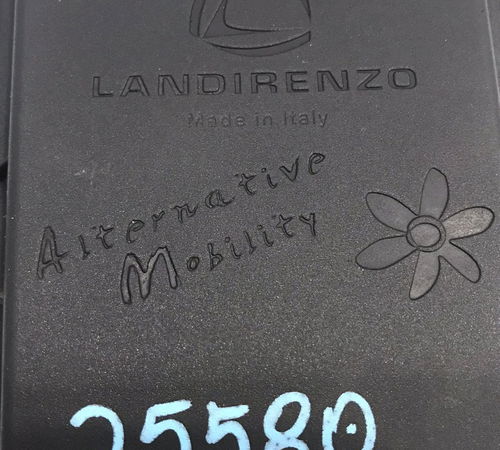 LANDIRENZO
Made in Italy
Alternative
Mobility
25580